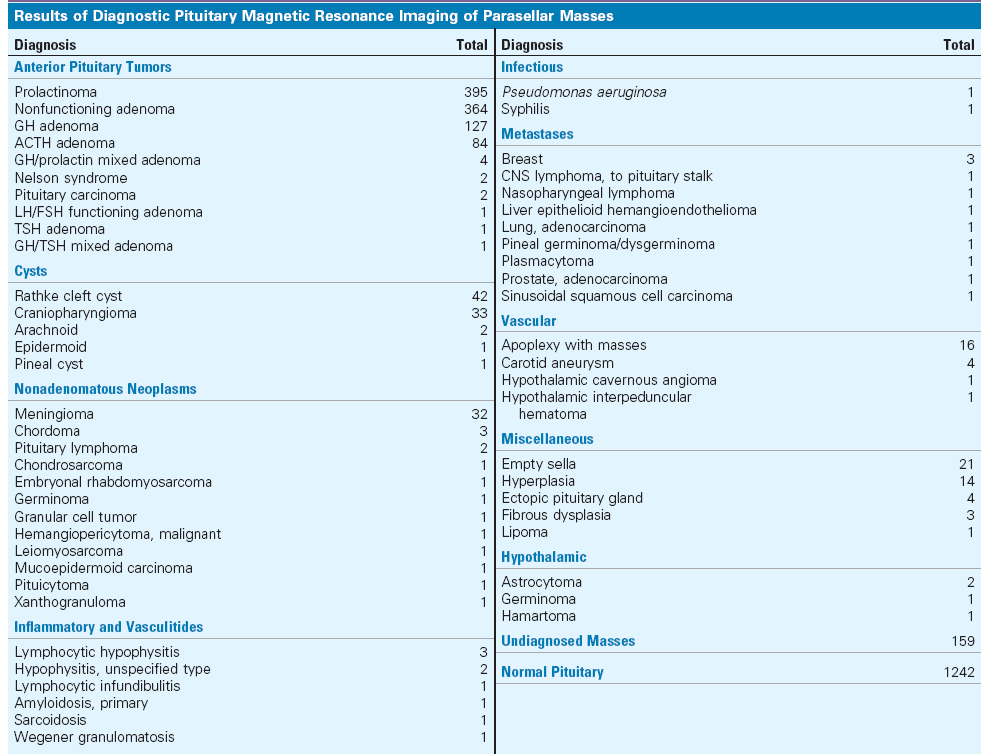 Results of Diagnostic Pituitary Magnetic Resonance Imaging of Parasellar Masses
Diagnosis Total
Anterior Pituitary Tumors
Prolactinoma 395
Nonfunctioning adenoma 364
GH adenoma 127
ACTH adenoma 84
GH/prolactin mixed adenoma 4
Nelson syndrome 2
Pituitary carcinoma 2
LH/FSH functioning adenoma 1
TSH adenoma 1
GH/TSH mixed adenoma 1
Cysts
Rathke cleft cyst 42
Craniopharyngioma 33
Arachnoid 2
Epidermoid 1
Pineal cyst 1
Nonadenomatous Neoplasms
Meningioma 32
Chordoma 3
Pituitary lymphoma 2
Chondrosarcoma 1
Embryonal rhabdomyosarcoma 1
Germinoma 1
Granular cell tumor 1
Hemangiopericytoma, malignant 1
Leiomyosarcoma 1
Mucoepidermoid carcinoma 1
Pituicytoma 1
Xanthogranuloma 1
Inflammatory and Vasculitides
Lymphocytic hypophysitis 3
Hypophysitis, unspecified type 2
Lymphocytic infundibulitis 1
Amyloidosis, primary 1
Sarcoidosis 1
Wegener granulomatosis 1
Diagnosis Total
Infectious
Pseudomonas aeruginosa 1
Syphilis 1
Metastases
Breast 3
CNS lymphoma, to pituitary stalk 1
Nasopharyngeal lymphoma 1
Liver epithelioid hemangioendothelioma 1
Lung, adenocarcinoma 1
Pineal germinoma/dysgerminoma 1
Plasmacytoma 1
Prostate, adenocarcinoma 1
Sinusoidal squamous cell carcinoma 1
Vascular
Apoplexy with masses 16
Carotid aneurysm 4
Hypothalamic cavernous angioma 1
Hypothalamic interpeduncular 1
hematoma
Miscellaneous
Empty sella 21
Hyperplasia 14
Ectopic pituitary gland 4
Fibrous dysplasia 3
Lipoma 1
Hypothalamic
Astrocytoma 2
Germinoma 1
Hamartoma 1
Undiagnosed Masses 159
Normal Pituitary 1242